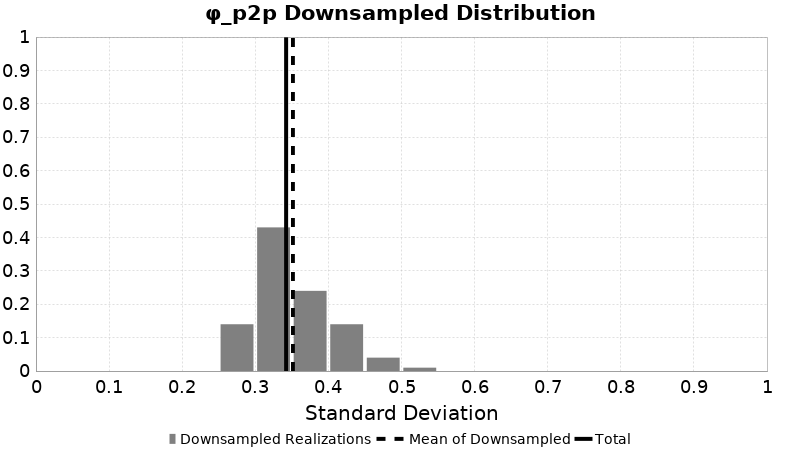 φ_p2p Downsampled Distribution
1
0.9
0.8
0.7
0.6
0.5
0.4
0.3
0.2
0.1
0
0 0.1 0.2 0.3 0.4 0.5 0.6 0.7 0.8 0.9 1
Standard Deviation
Downsampled Realizations Mean of Downsampled Total